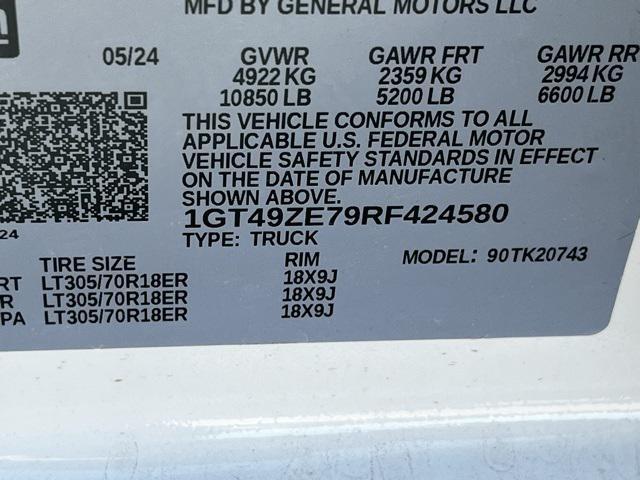 MFD BY GENERAL MOTORS LLC
05/24 GVWR GAWR FRT GAWR RR
4922 KG 2359 KG 2994 KG
10850 LB 5200 LB 6600 LB
THIS VEHICLE CONFORMS TO ALL
APPLICABLE U.S. FEDERAL MOTOR
VEHICLE SAFETY STANDARDS IN EFFECT
ON THE DATE OF MANUFACTURE
SHOWN ABOVE.
1GT49ZE79RF424580
24
TYPE: TRUCK MODEL: 90TK20743
TIRE SIZE RIM
RT LT305/70R18ER 18X9J
R LT305/70R18ER 18X9J
PA LT305/70R18ER 18X9J